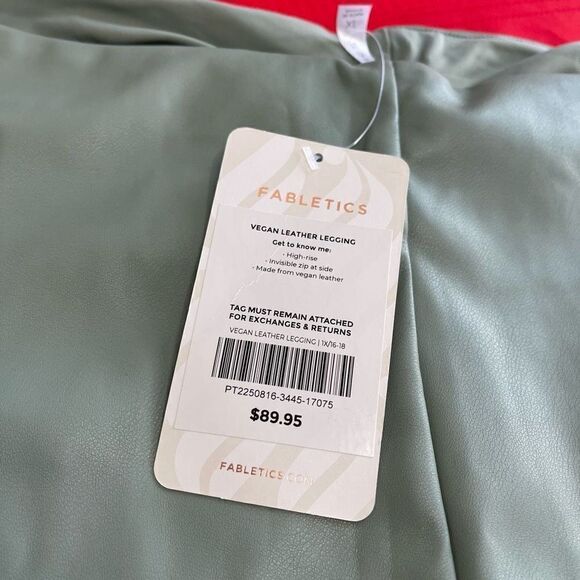 FABLETICS
VEGAN LEATHER LEGGING
Get to know me:
- High-rise
- Invisible zip at side
- Made from vegan leather
TAG MUST REMAIN ATTACHED
FOR EXCHANGES & RETURNS
VEGAN LEATHER LEGGING | 1X/16-18
PT2250816-3445-17075
$89.95
FABLETICS.COM